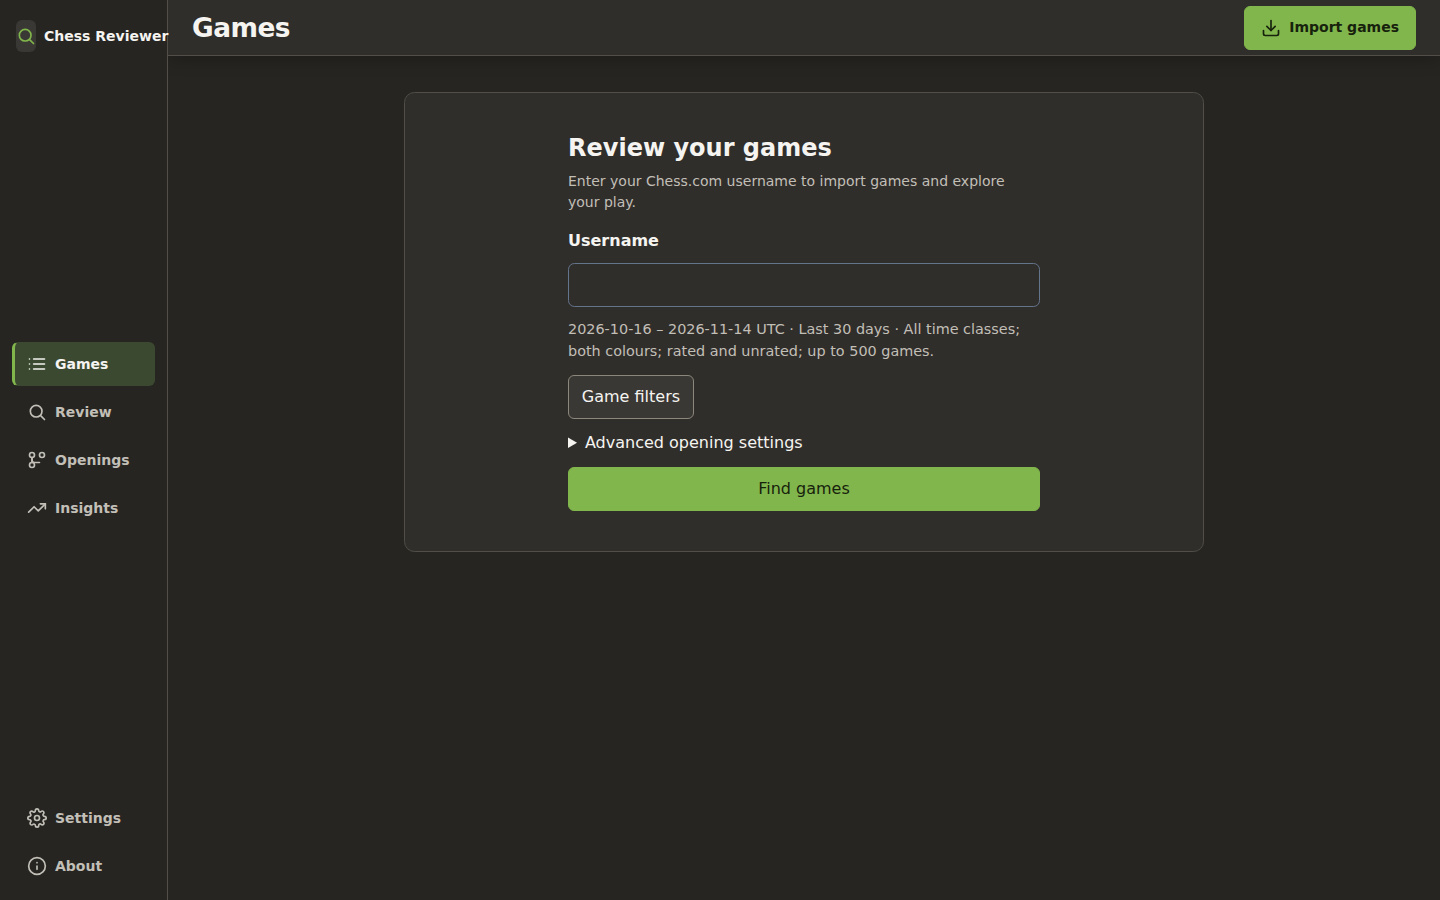 Chess Reviewer
Games
Import games
Games
Review
Openings
Insights
Settings
About
Review your games
Enter your Chess.com username to import games and explore
your play.
Username
2026-10-16 – 2026-11-14 UTC · Last 30 days · All time classes;
both colours; rated and unrated; up to 500 games.
Game filters
Advanced opening settings
Find games